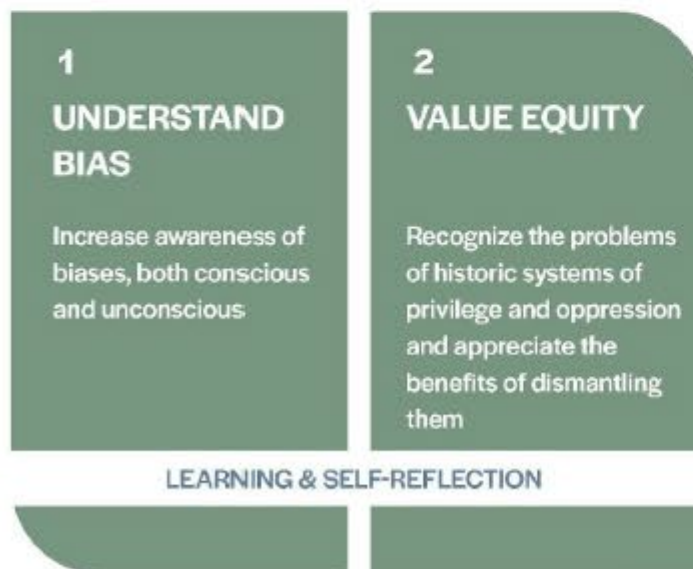 1
UNDERSTAND
BIAS
Increase awareness of
biases, both conscious
and unconscious
2
VALUE EQUITY
Recognize the problems
of historic systems of
privilege and oppression
and appreciate the
benefits of dismantling
them
LEARNING & SELF-REFLECTION